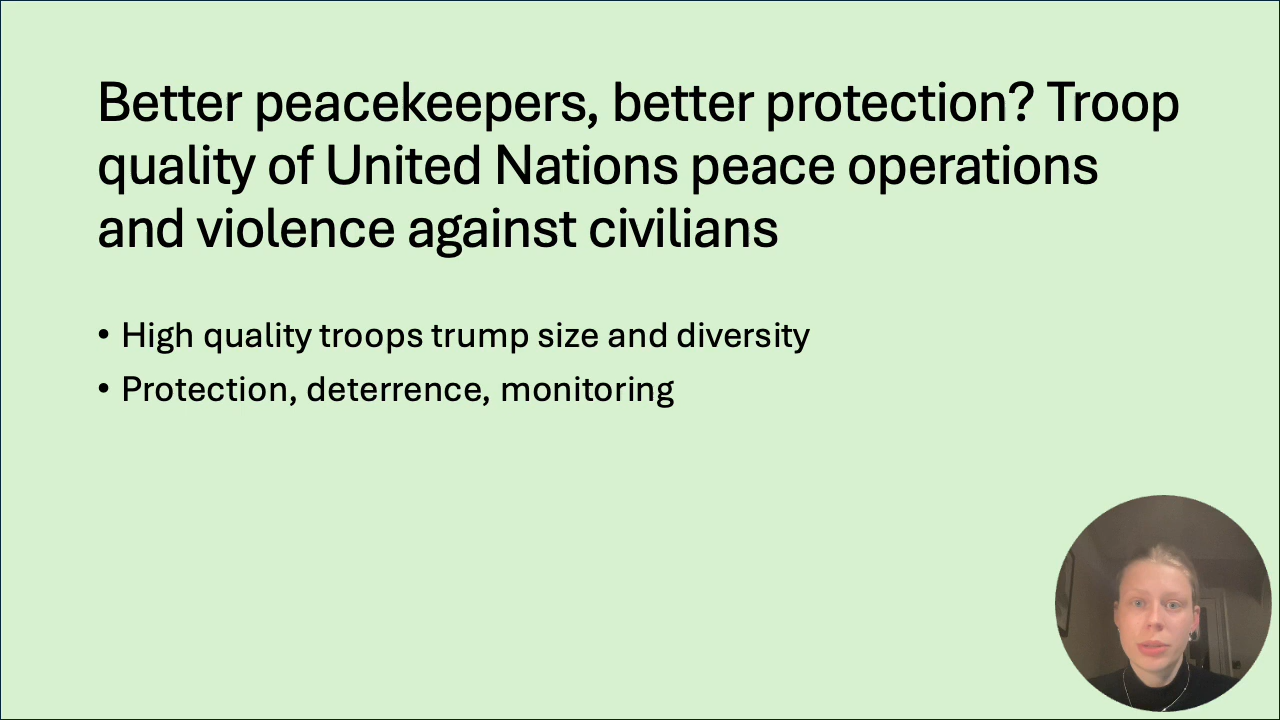 Better peacekeepers, better protection? Troop
quality of United Nations peace operations
and violence against civilians
• High quality troops trump size and diversity
• Protection, deterrence, monitoring